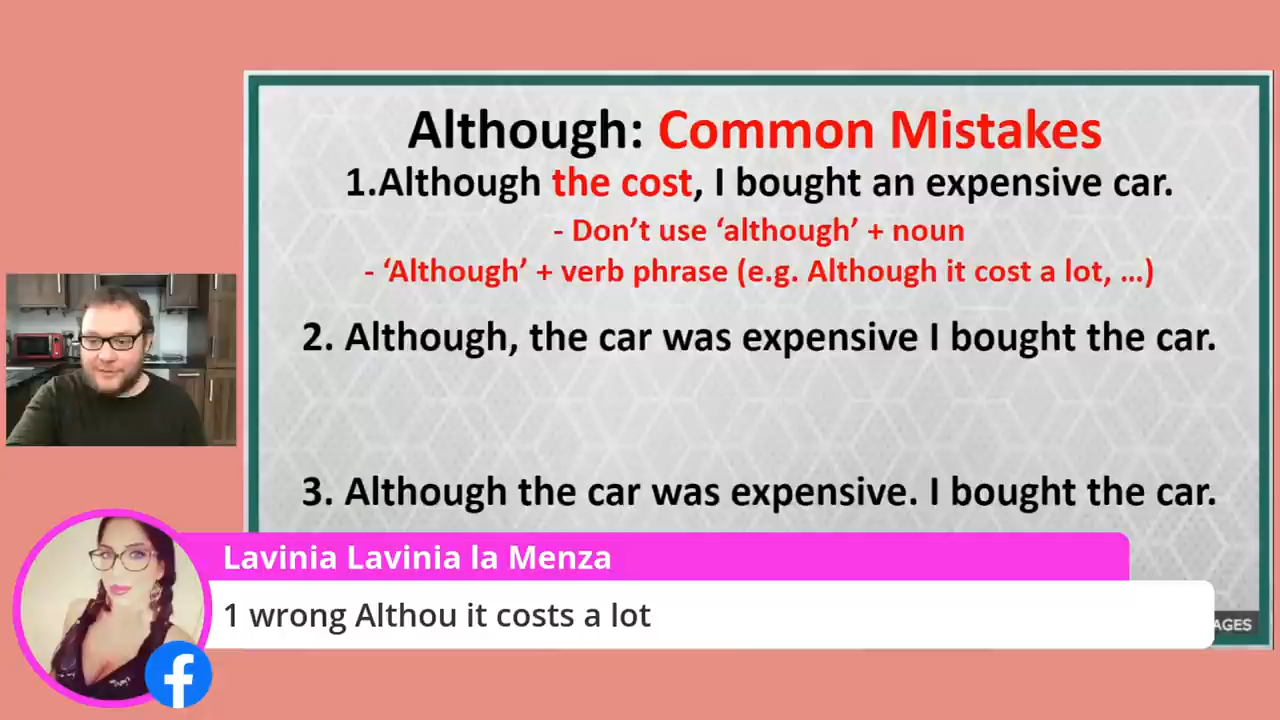 Although: Common Mistakes
1.Although the cost, I bought an expensive car.
- Don’t use ‘although’ + noun
- ‘Although’ + verb phrase (e.g. Although it cost a lot, …)
2. Although, the car was expensive I bought the car.
3. Although the car was expensive. I bought the car.
Lavinia Lavinia la Menza
1 wrong Althou it costs a lot